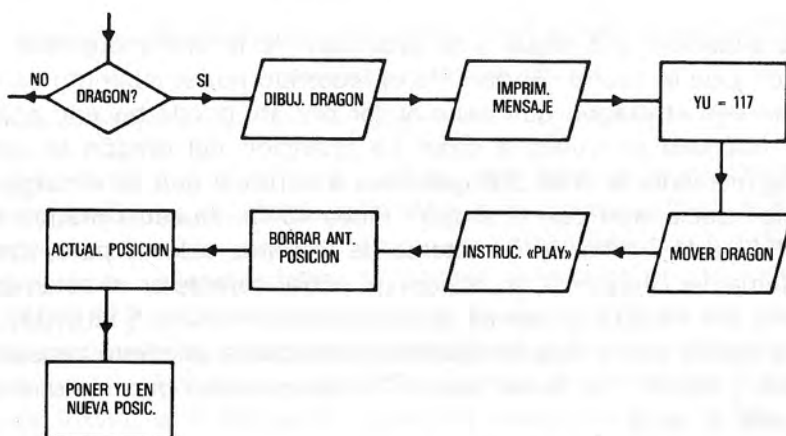 NO
DRAGON?
SI
DIBUJ. DRAGON
IMPRIM.
MENSAJE
YU = 117
MOVER DRAGON
INSTRUC. «PLAY»
BORRAR ANT.
POSICION
ACTUAL POSICION
PONER YU EN
NUEVA POSIC.